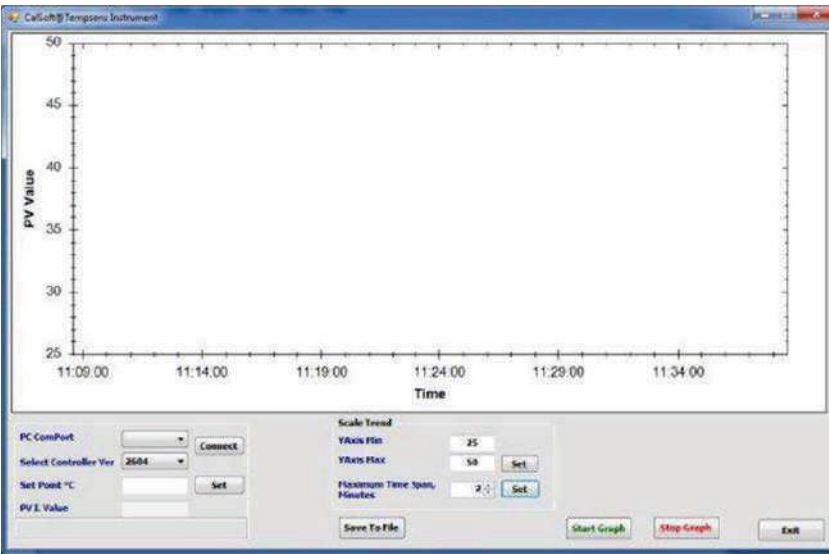 CalSoft@Tempsens Instrument
50
45
40
35
30
25
PV Value
11:09:00 11:14:00 11:19:00 11:24:00 11:29:00 11:34:00
Time
PC ComPort
Connect
Select Controller Ver 2604
Set Point °C Set
PV I. Value
Scale Trend
YAxis Min 25
YAxis Max 50 Set
Maximum Time Span, Minutes 2 Set
Save To File
Start Graph Stop Graph Exit